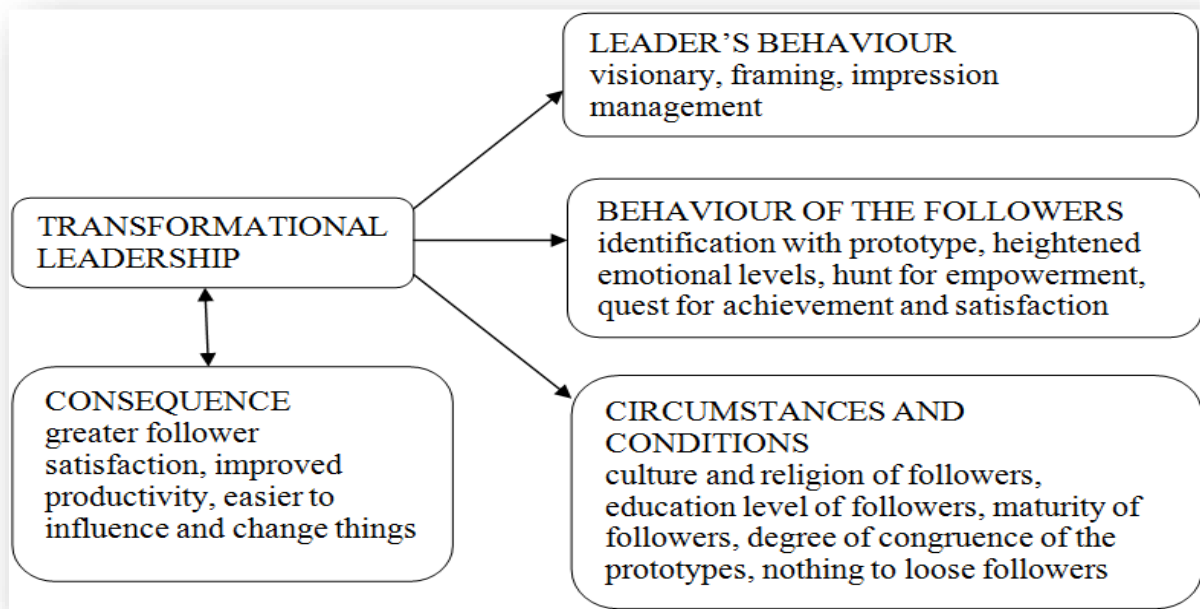 LEADER'S BEHAVIOUR
visionary, framing, impression
management
TRANSFORMATIONAL
LEADERSHIP
BEHAVIOUR OF THE FOLLOWERS
identification with prototype, heightened
emotional levels, hunt for empowerment,
quest for achievement and satisfaction
CONSEQUENCE
greater follower
satisfaction, improved
productivity, easier to
influence and change things
CIRCUMSTANCES AND
CONDITIONS
culture and religion of followers,
education level of followers, maturity of
followers, degree of congruence of the
prototypes, nothing to loose followers